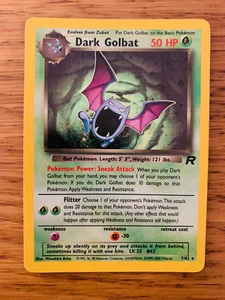 Evolves from Zubat
Put Dark Golbat on the Basic Pokémon
Dark Golbat 50 HP
Bat Pokémon. Length: 5' 3", Weight: 121 lbs.
Pokémon Power: Sneak Attack When you play Dark
Golbat from your hand, you may choose 1 of your opponent's
Pokémon. If you do, Dark Golbat does 10 damage to that
Pokémon. Apply Weakness and Resistance.
Flitter Choose 1 of your opponent's Pokémon. This attack
does 20 damage to that Pokémon. Don't apply Weakness
and Resistance for this attack. (Any other effects that would
happen after applying Weakness and Resistance still happen.)
weakness resistance retreat cost
-30
Sneaks up silently on its prey and attacks it from behind,
sometimes killing it with one bite. LV. 25 #42
7/82